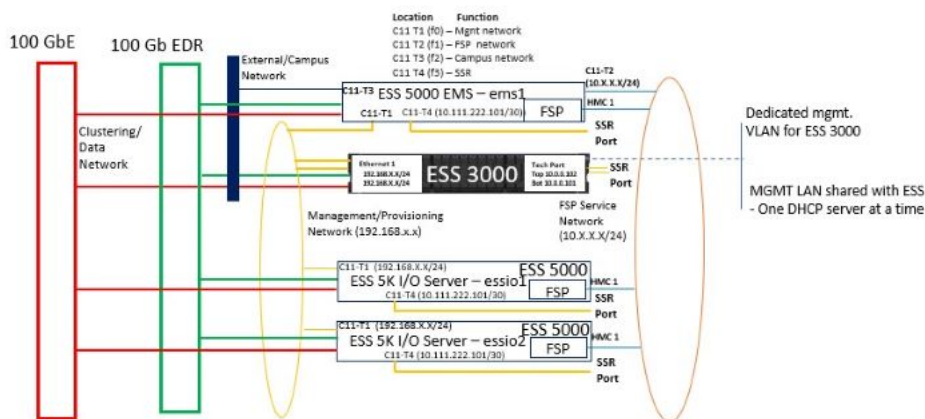 Location Function
C11 T1 (f0) – Mgnt network
C11 T2 (f1) – FSP network
C11 T3 (f2) – Campus network
C11 T4 (f3) – SSR
100 GbE
100 Gb EDR
External/Campus
Network
C11-T2
(10.X.X.X/24)
C11-T3
ESS 5000 EMS – ems1
C11-T1
C11-T4 (10.111.222.101/30)
FSP
HMC 1
SSR
Port
Clustering/
Data
Network
Dedicated mgmt.
VLAN for ESS 3000
Ethernet 1
192.168.X.X/24
192.168.X.X/24
ESS 3000
Tech Port
Top 10.0.0.102
Bot 10.0.0.101
SSR
Port
MGMT LAN shared with ESS
- One DHCP server at a time
Management/Provisioning
Network (192.168.x.x)
FSP Service
Network
(10.X.X.X/24)
C11-T1 (192.168.X.X/24)
ESS 5000
ESS 5K I/O Server – essio1
FSP
C11-T4 (10.111.222.101/30)
HMC 1
SSR
Port
C11-T1 (192.168.X.X/24)
ESS 5000
ESS 5K I/O Server – essio2
FSP
C11-T4 (10.111.222.101/30)
HMC 1
SSR
Port